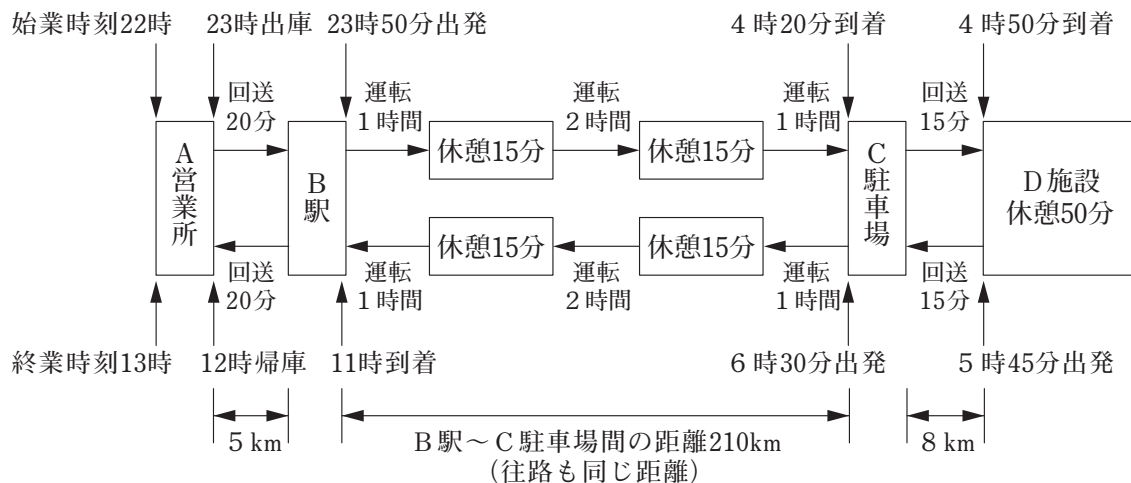 始業時刻22時
23時出庫
23時50分出発
4時20分到着
4時50分到着
回送
20分
運転
1時間
運転
2時間
運転
1時間
回送
15分
A営業所
B駅
休憩15分
休憩15分
C駐車場
D施設
休憩50分
休憩15分
休憩15分
回送
20分
運転
1時間
運転
2時間
運転
1時間
回送
15分
終業時刻13時
12時帰庫
11時到着
6時30分出発
5時45分出発
5km
B駅～C駐車場間の距離210km
(往路も同じ距離)
8km